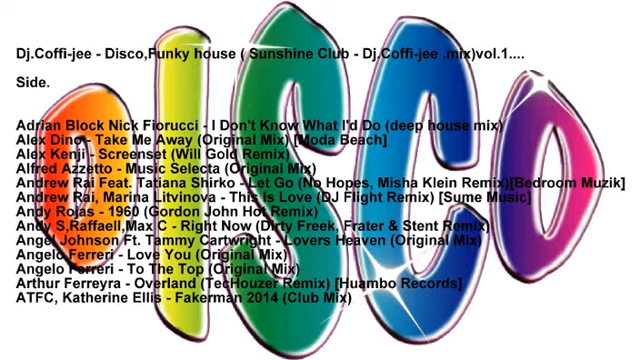 DISCO
Dj.Coffi-jee - Disco,Funky house ( Sunshine Club - Dj.Coffi-jee .mix)vol.1....
Side.
Adrian Block Nick Fiorucci - I Don't Know What I'd Do (deep house mix)
Alex Dino - Take Me Away (Original Mix) [Moda Beach]
Alex Kenji - Screenset (Will Gold Remix)
Alfred Azzetto - Music Selecta (Original Mix)
Andrew Rai Feat. Tatiana Shirko - Let Go (No Hopes, Misha Klein Remix)[Bedroom Muzik]
Andrew Rai, Marina Litvinova - This Is Love (DJ Flight Remix) [Sume Music]
Andy Rojas - 1960 (Gordon John Hot Remix)
Andy S,Raffaell,Max C - Right Now (Dirty Freek, Frater & Stent Remix)
Angel Johnson Ft. Tammy Cartwright - Lovers Heaven (Original Mix)
Angelo Ferreri - Love You (Original Mix)
Angelo Ferreri - To The Top (Original Mix)
Arthur Ferreyra - Overland (TecHouzer Remix) [Huambo Records]
ATFC, Katherine Ellis - Fakerman 2014 (Club Mix)